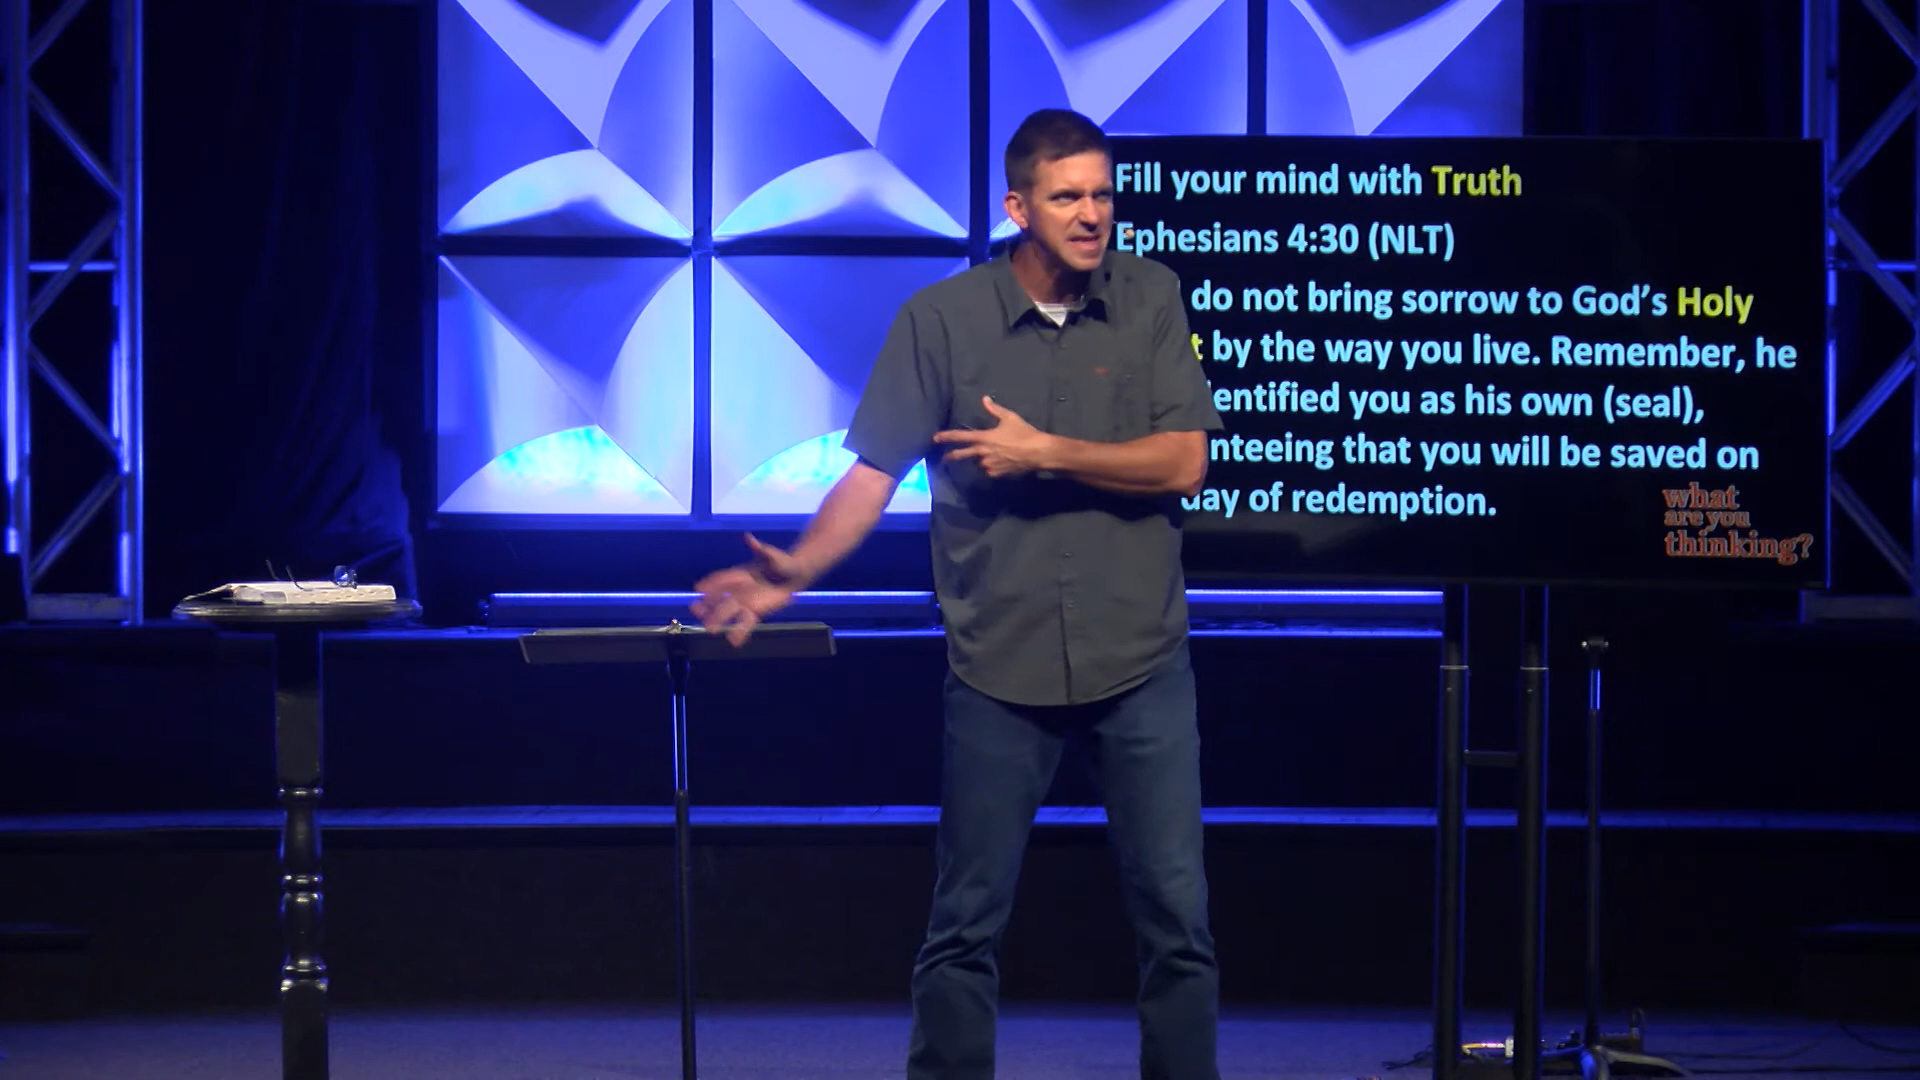 Fill your mind with Truth
Ephesians 4:30 (NLT)
do not bring sorrow to God's Holy
t by the way you live. Remember, he
entified you as his own (seal),
nteeing that you will be saved on
day of redemption.
what
are you
thinking?